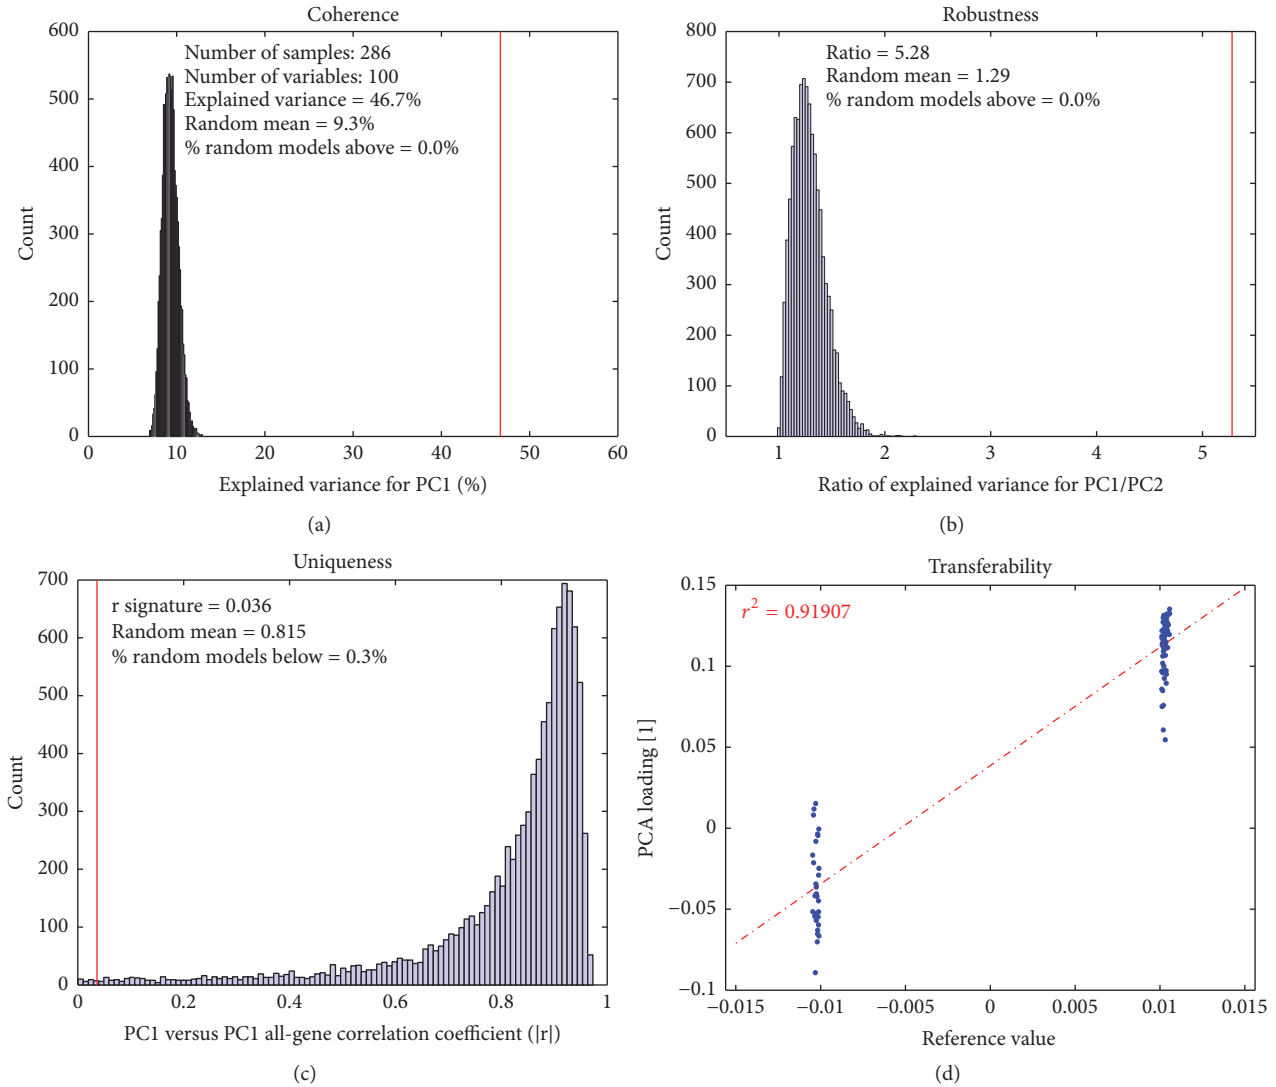 Coherence
600
500
400
300
200
100
0
Count
Number of samples: 286
Number of variables: 100
Explained variance = 46.7%
Random mean = 9.3%
% random models above = 0.0%
0 10 20 30 40 50 60
Explained variance for PC1 (%)
(a)
Robustness
800
700
600
500
400
300
200
100
0
Count
Ratio = 5.28
Random mean = 1.29
% random models above = 0.0%
1 2 3 4 5
Ratio of explained variance for PC1/PC2
(b)
Uniqueness
700
600
500
400
300
200
100
0
Count
r signature = 0.036
Random mean = 0.815
% random models below = 0.3%
0 0.2 0.4 0.6 0.8 1
PC1 versus PC1 all-gene correlation coefficient (|r|)
(c)
Transferability
0.15
0.1
0.05
0
−0.05
−0.1
PCA loading [1]
r² = 0.91907
−0.015 −0.01 −0.005 0 0.005 0.01 0.015
Reference value
(d)